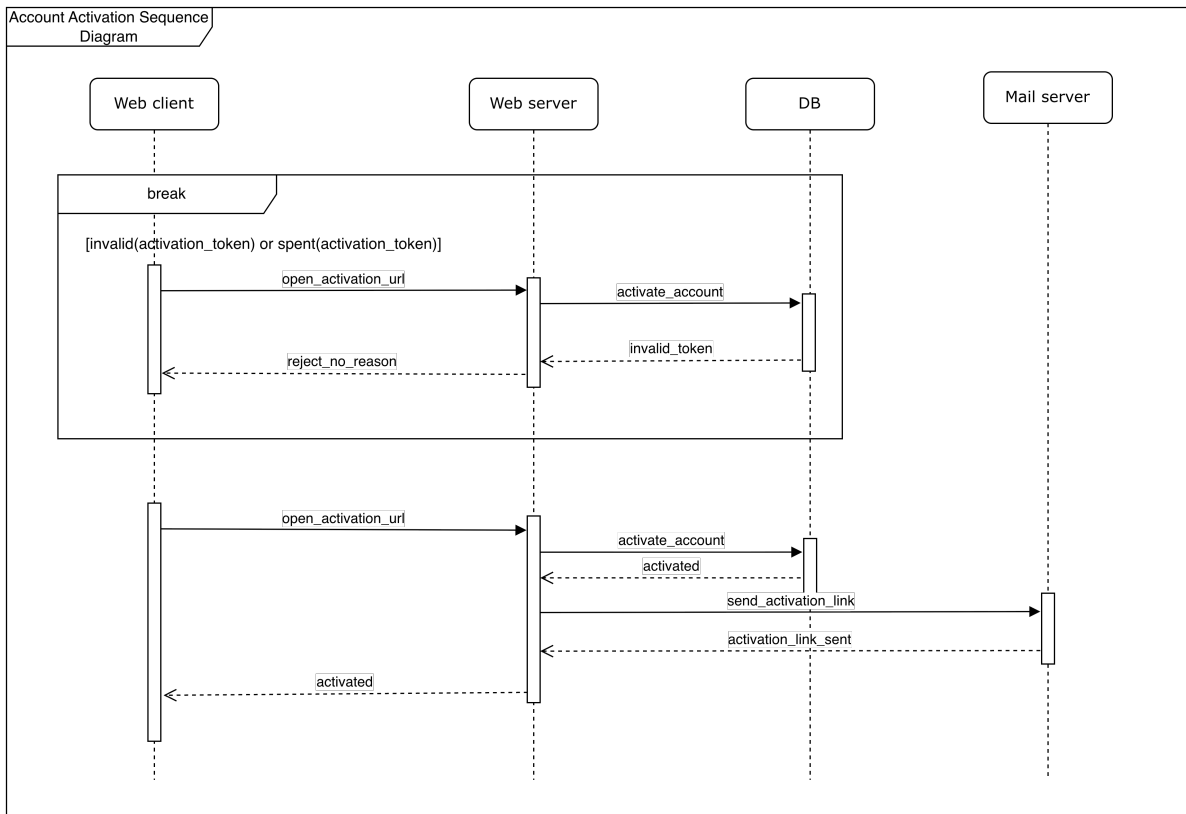 Account Activation Sequence
Diagram
Web client
Web server
DB
Mail server
break
[invalid(activation_token) or spent(activation_token)]
open_activation_url
activate_account
invalid_token
reject_no_reason
open_activation_url
activate_account
activated
send_activation_link
activation_link_sent
activated